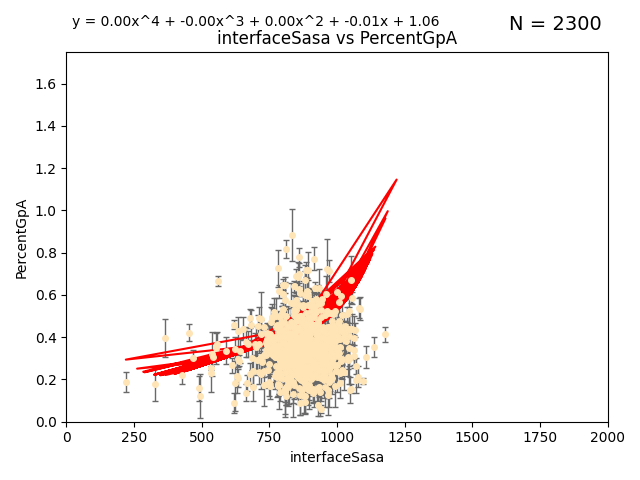 y = 0.00x^4 + -0.00x^3 + 0.00x^2 + -0.01x + 1.06
N = 2300
interfaceSasa vs PercentGpA
PercentGpA
1.6
1.4
1.2
1.0
0.8
0.6
0.4
0.2
0.0
0 250 500 750 1000 1250 1500 1750 2000
interfaceSasa